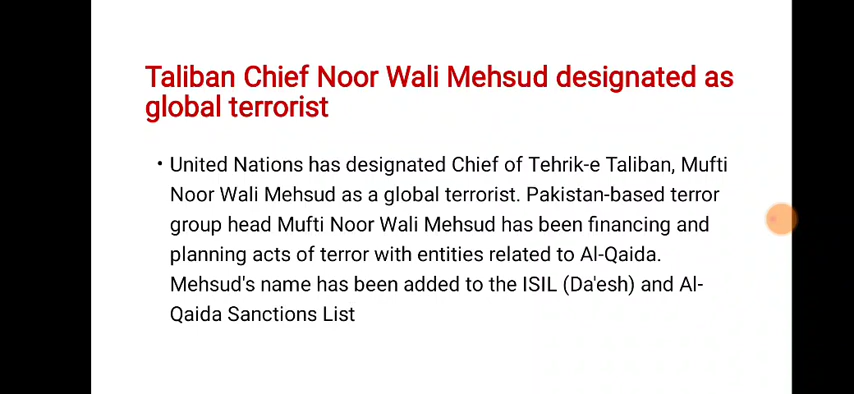 Taliban Chief Noor Wali Mehsud designated as
global terrorist
• United Nations has designated Chief of Tehrik-e Taliban, Mufti
Noor Wali Mehsud as a global terrorist. Pakistan-based terror
group head Mufti Noor Wali Mehsud has been financing and
planning acts of terror with entities related to Al-Qaida.
Mehsud's name has been added to the ISIL (Da'esh) and Al-
Qaida Sanctions List